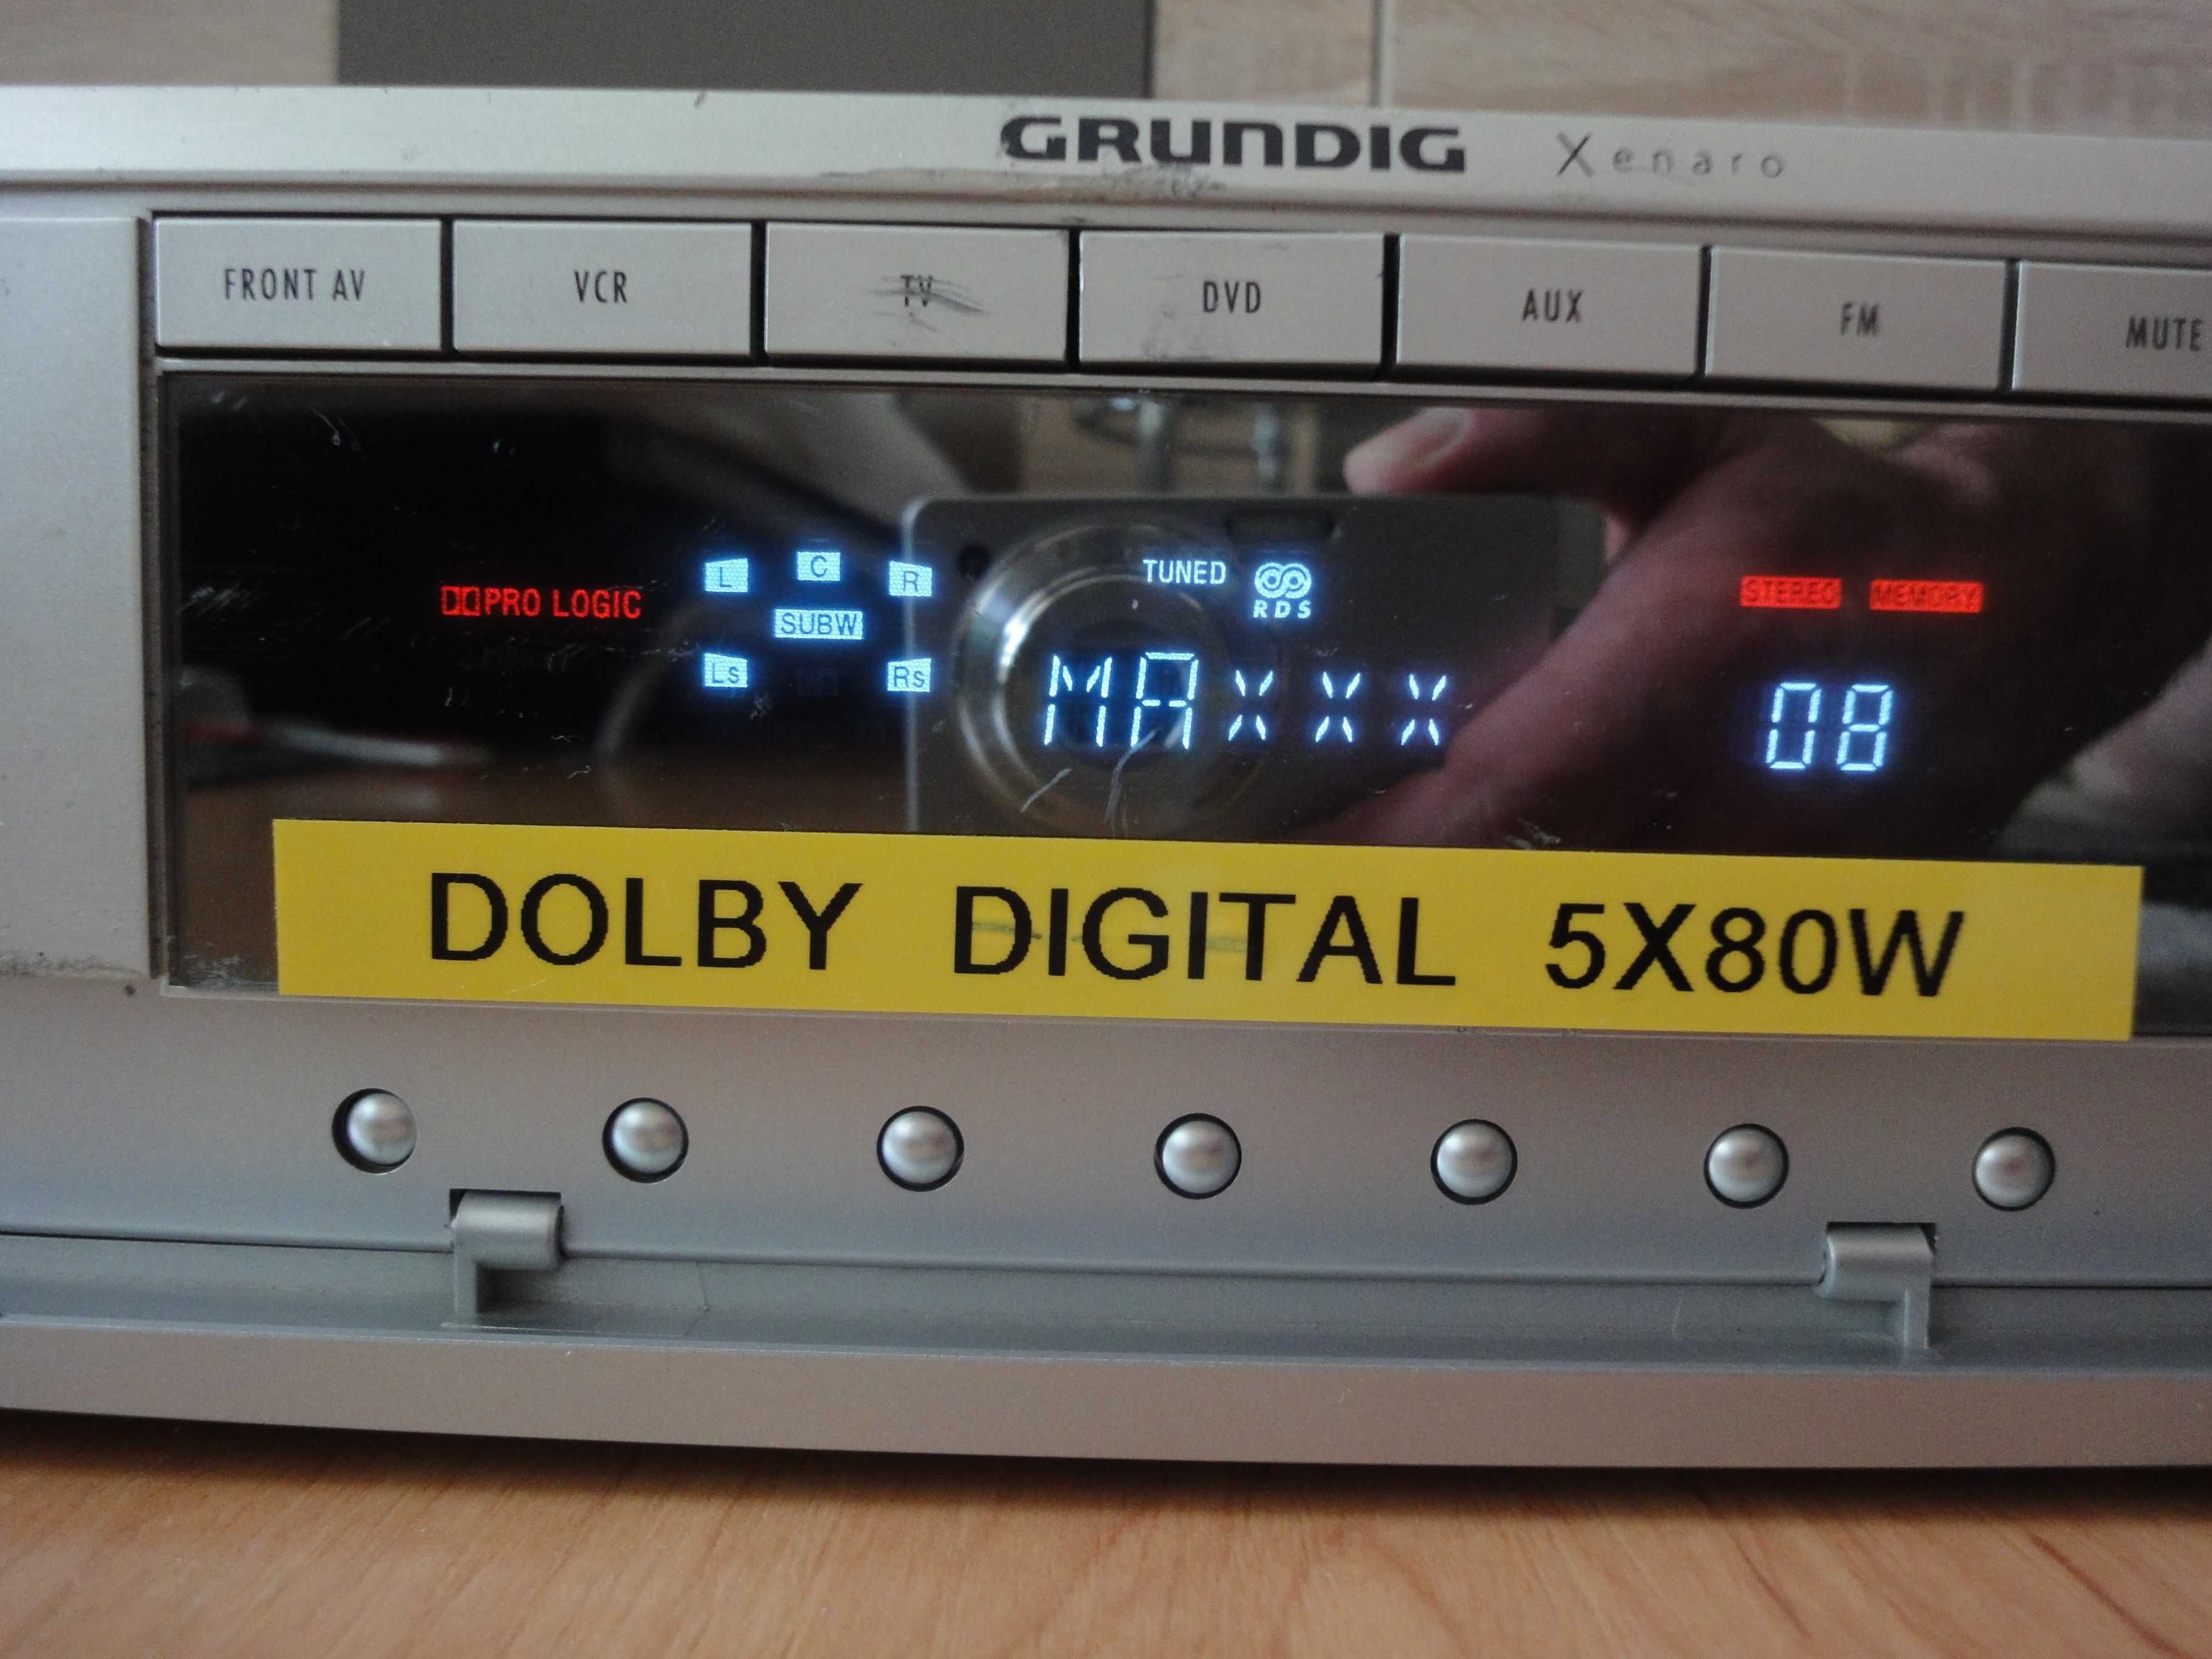 GRUNDIG Xenaro
FRONT AV VCR TV DVD AUX FM MUTE
L C R TUNED RDS STEREO MEMORY
PRO LOGIC SUBW
Ls Rs MAXXX 08
DOLBY DIGITAL 5X80W